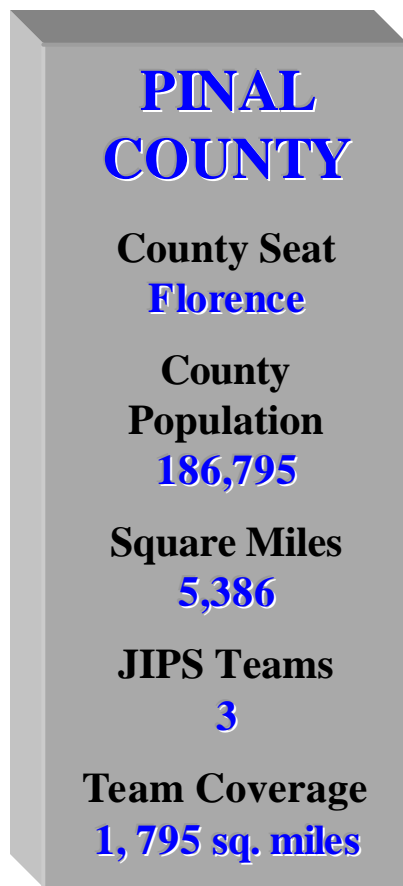 PINAL
COUNTY
County Seat
Florence
County
Population
186,795
Square Miles
5,386
JIPS Teams
3
Team Coverage
1, 795 sq. miles